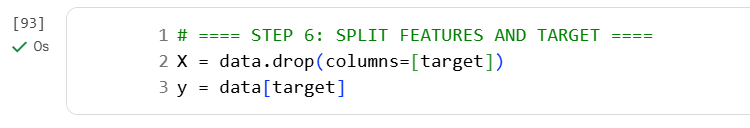 [93]
0s
1 # ==== STEP 6: SPLIT FEATURES AND TARGET ====
2 X = data.drop(columns=[target])
3 y = data[target]